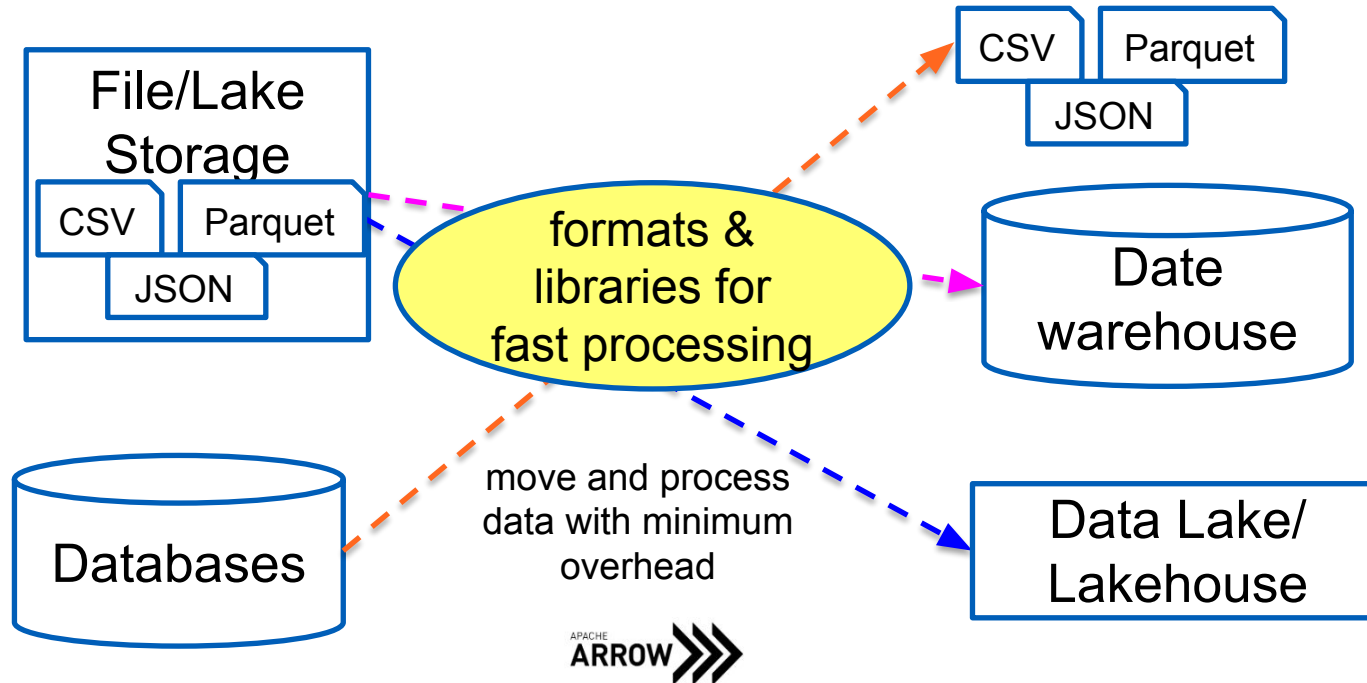 File/Lake
Storage
CSV
Parquet
JSON
Databases
formats &
libraries for
fast processing
move and process
data with minimum
overhead
APACHE
ARROW
CSV
Parquet
JSON
Date
warehouse
Data Lake/
Lakehouse